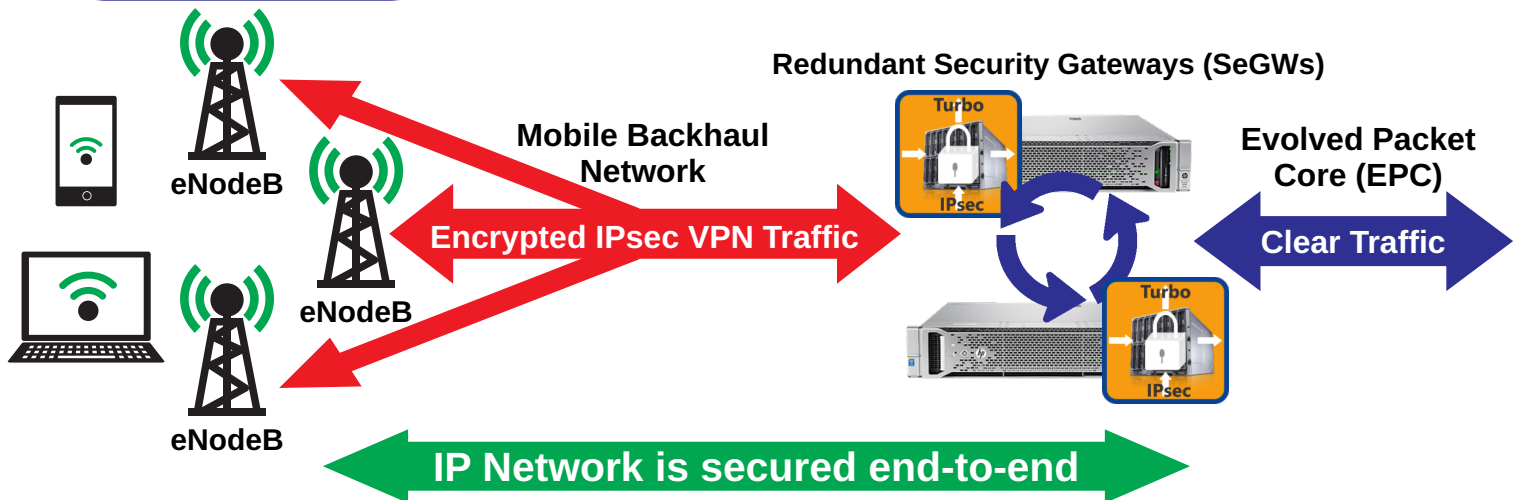 eNodeB
eNodeB
eNodeB
Mobile Backhaul
Network
Encrypted IPsec VPN Traffic
Redundant Security Gateways (SeGWs)
Turbo
IPsec
Turbo
IPsec
Evolved Packet
Core (EPC)
Clear Traffic
IP Network is secured end-to-end